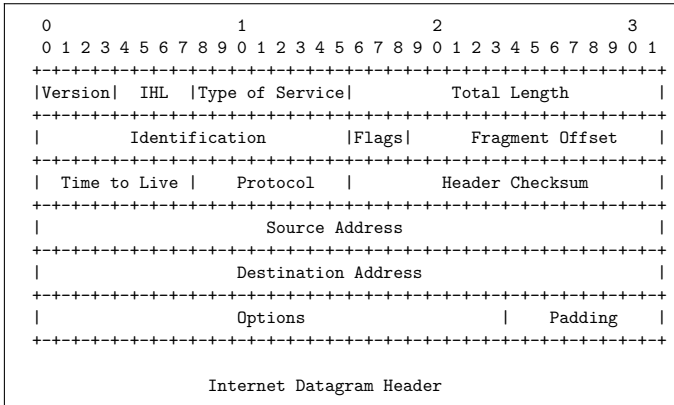 0                   1                   2                   3
 0 1 2 3 4 5 6 7 8 9 0 1 2 3 4 5 6 7 8 9 0 1 2 3 4 5 6 7 8 9 0 1
+-+-+-+-+-+-+-+-+-+-+-+-+-+-+-+-+-+-+-+-+-+-+-+-+-+-+-+-+-+-+-+-+
|Version|  IHL  |Type of Service|          Total Length         |
+-+-+-+-+-+-+-+-+-+-+-+-+-+-+-+-+-+-+-+-+-+-+-+-+-+-+-+-+-+-+-+-+
|         Identification        |Flags|      Fragment Offset    |
+-+-+-+-+-+-+-+-+-+-+-+-+-+-+-+-+-+-+-+-+-+-+-+-+-+-+-+-+-+-+-+-+
|  Time to Live |    Protocol   |         Header Checksum       |
+-+-+-+-+-+-+-+-+-+-+-+-+-+-+-+-+-+-+-+-+-+-+-+-+-+-+-+-+-+-+-+-+
|                       Source Address                          |
+-+-+-+-+-+-+-+-+-+-+-+-+-+-+-+-+-+-+-+-+-+-+-+-+-+-+-+-+-+-+-+-+
|                    Destination Address                        |
+-+-+-+-+-+-+-+-+-+-+-+-+-+-+-+-+-+-+-+-+-+-+-+-+-+-+-+-+-+-+-+-+
|                    Options                    |    Padding    |
+-+-+-+-+-+-+-+-+-+-+-+-+-+-+-+-+-+-+-+-+-+-+-+-+-+-+-+-+-+-+-+-+
Internet Datagram Header